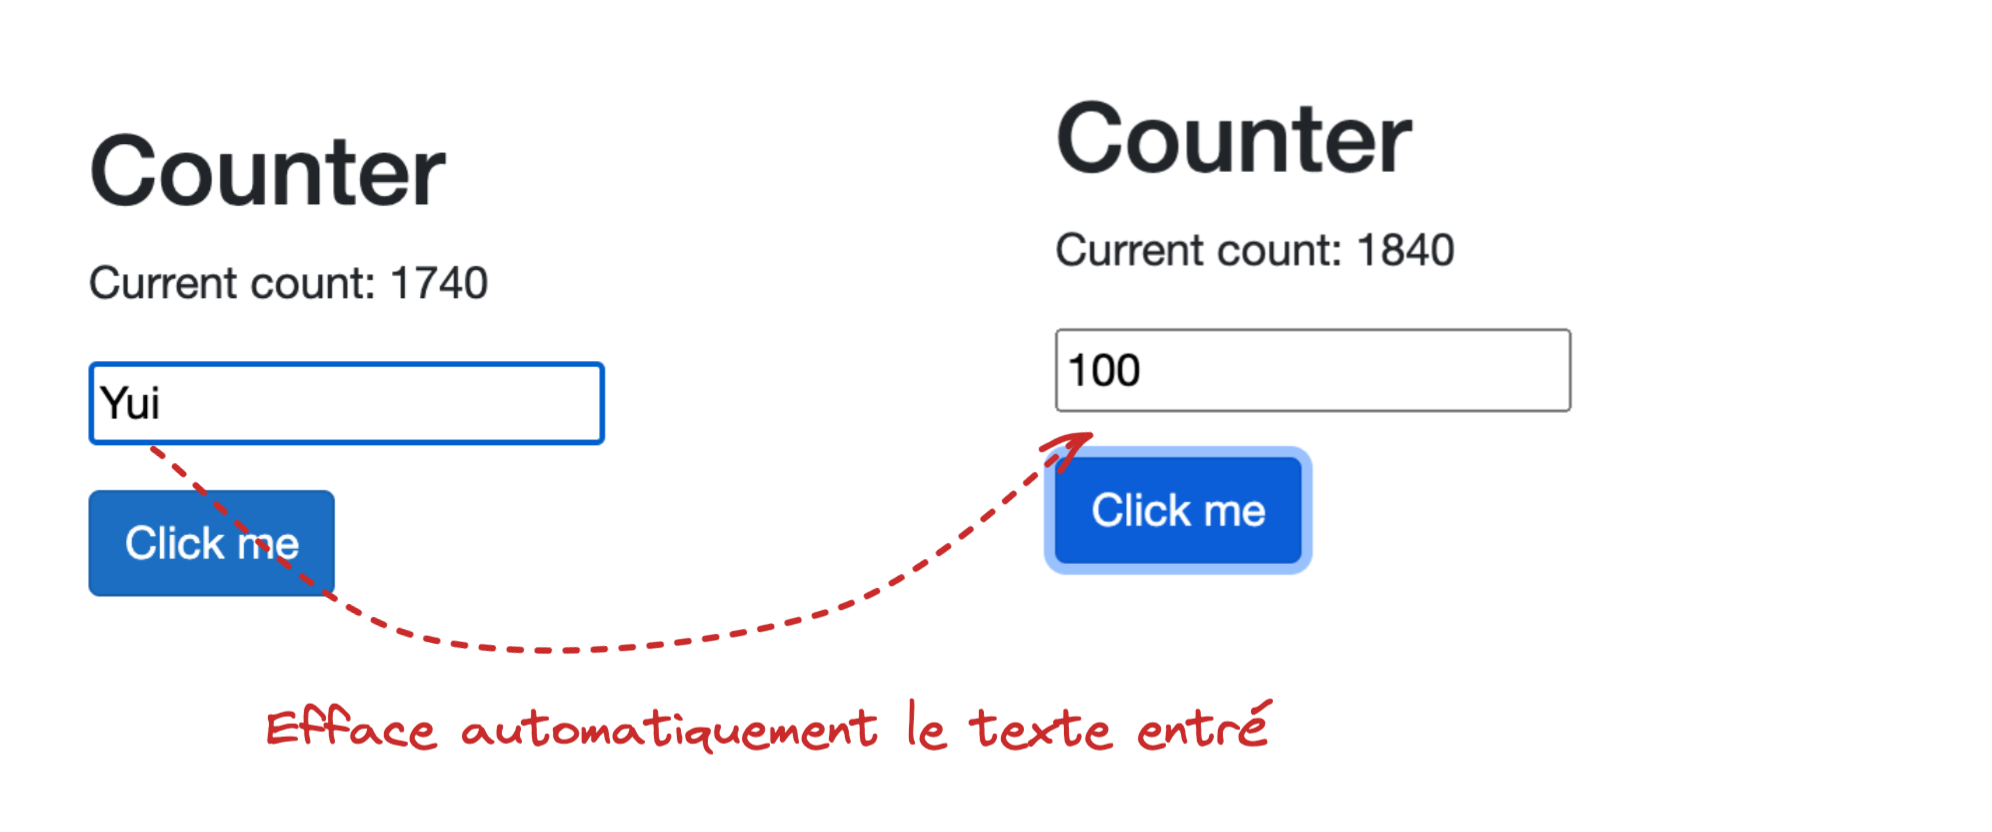 Counter
Current count: 1740
Yui
Click me
Counter
Current count: 1840
100
Click me
Efface automatiquement le texte entré